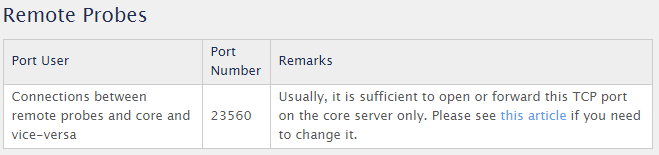 Remote Probes
Port User
Port
Number
Remarks
Connections between
remote probes and core and
vice-versa
23560
Usually, it is sufficient to open or forward this TCP port
on the core server only. Please see this article if you need
to change it.